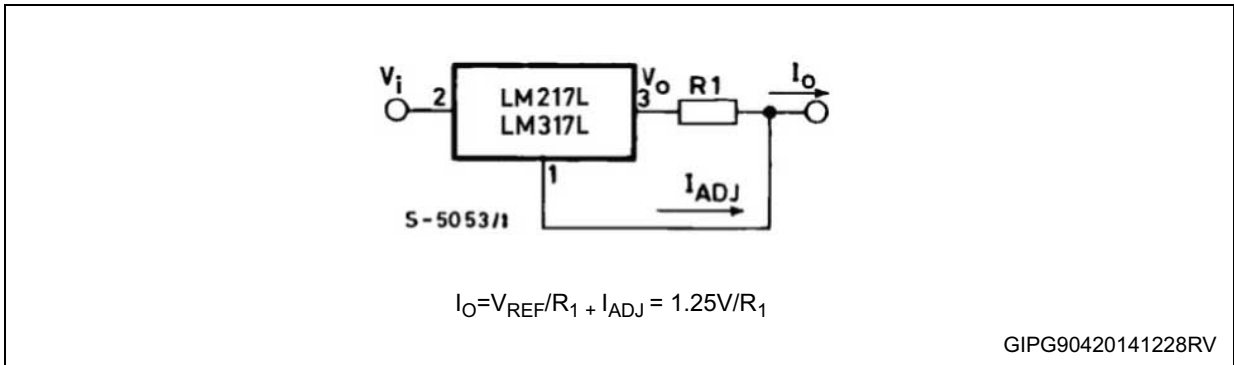 Vi
2
LM217L
LM317L
Vo
3
R1
IO
1
IADJ
S-5053/1
IO=VREF/R1 + IADJ = 1.25V/R1
GIPG90420141228RV